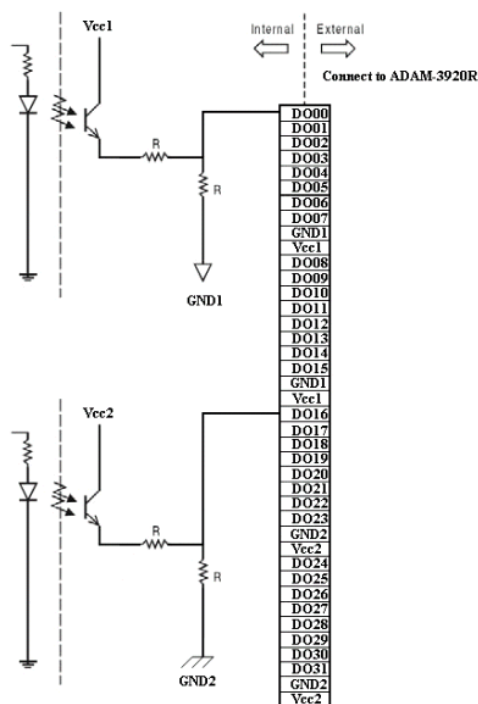 Vcc1
Internal
External
Connect to ADAM-3920R
R
R
GND1
DO00
DO01
DO02
DO03
DO04
DO05
DO06
DO07
GND1
Vcc1
DO08
DO09
DO10
DO11
DO12
DO13
DO14
DO15
GND1
Vcc1
Vcc2
R
R
GND2
DO16
DO17
DO18
DO19
DO20
DO21
DO22
DO23
GND2
Vcc2
DO24
DO25
DO26
DO27
DO28
DO29
DO30
DO31
GND2
Vcc2